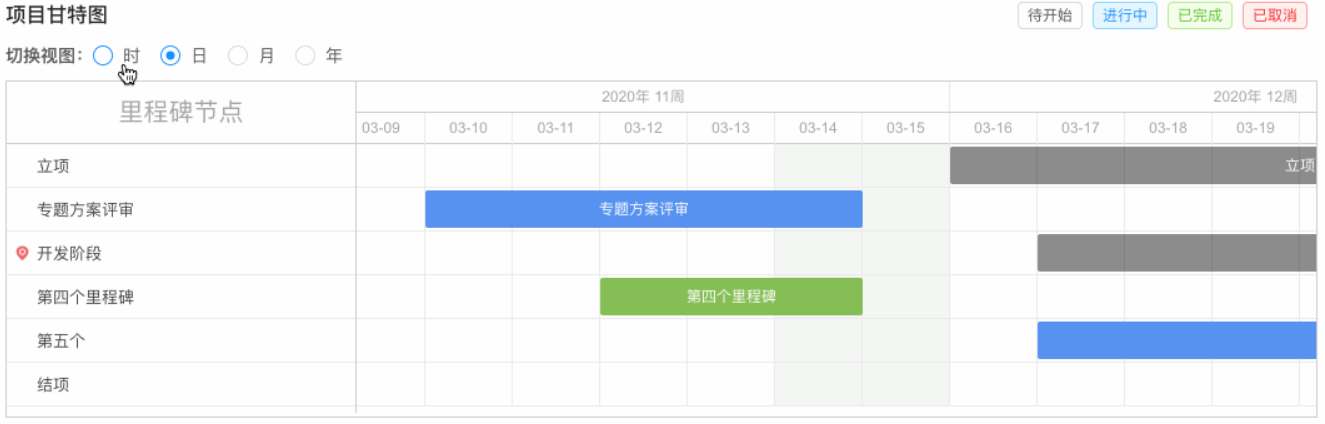 项目甘特图
待开始 进行中 已完成 已取消
切换视图: 时 日 月 年
里程碑节点
2020年 11周 2020年 12周
03-09 03-10 03-11 03-12 03-13 03-14 03-15 03-16 03-17 03-18 03-19
立项 立项
专题方案评审 专题方案评审
开发阶段
第四个里程碑 第四个里程碑
第五个
结项